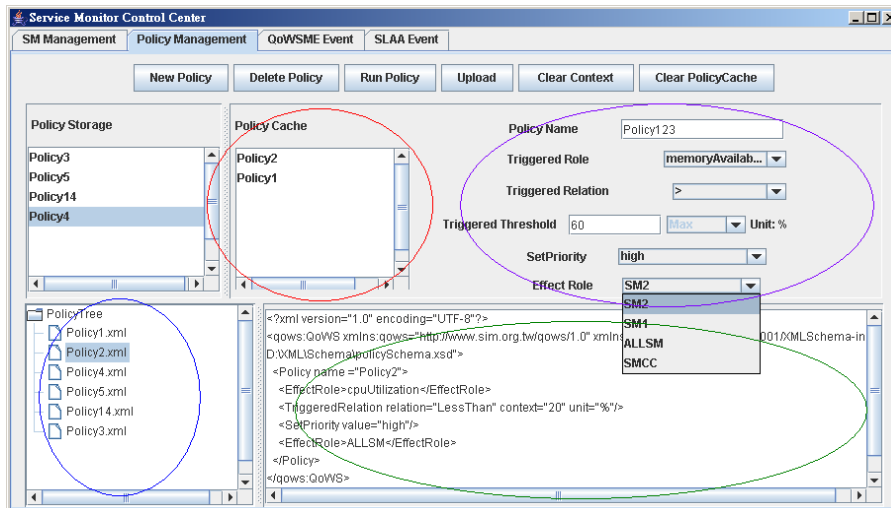 Service Monitor Control Center
SM Management Policy Management QoWSME Event SLAA Event
New Policy Delete Policy Run Policy Upload Clear Context Clear PolicyCache
Policy Storage
Policy3
Policy5
Policy14
Policy4
Policy Cache
Policy2
Policy1
Policy Name Policy123
Triggered Role memoryAvailab...
Triggered Relation >
Triggered Threshold 60 Max Unit: %
SetPriority high
Effect Role SM2
SM2
SM1
ALLSM
SMCC
PolicyTree
Policy1.xml
Policy2.xml
Policy4.xml
Policy5.xml
Policy14.xml
Policy3.xml
<?xml version="1.0" encoding="UTF-8"?>
<qows:QoWS xmlns:qows="http://www.sim.org.tw/qows/1.0" xmlns 001/XMLSchema-in
D:\XML\Schema\policySchema.xsd">
<Policy name ="Policy2">
<EffectRole>cpuUtilization</EffectRole>
<TriggeredRelation relation="LessThan" context="20" unit="%"/>
<SetPriority value="high"/>
<EffectRole>ALLSM</EffectRole>
</Policy>
</qows:QoWS>